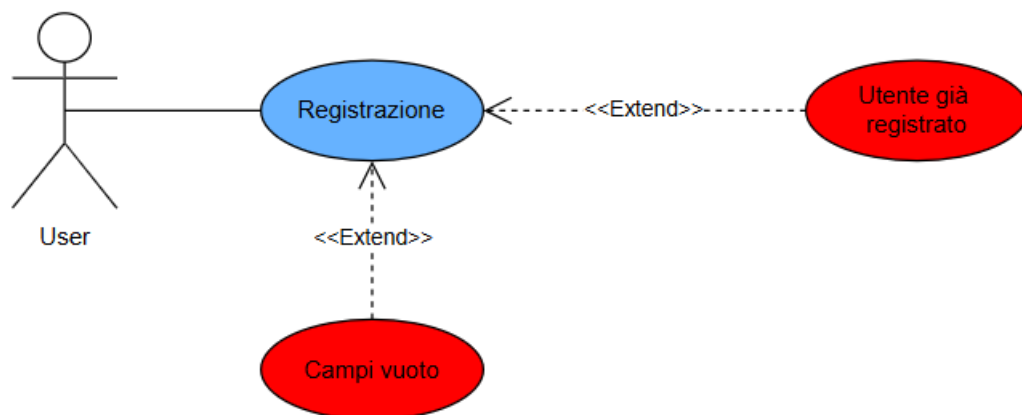 Registrazione
<<Extend>>
Utente già
registrato
User
<<Extend>>
Campi vuoto